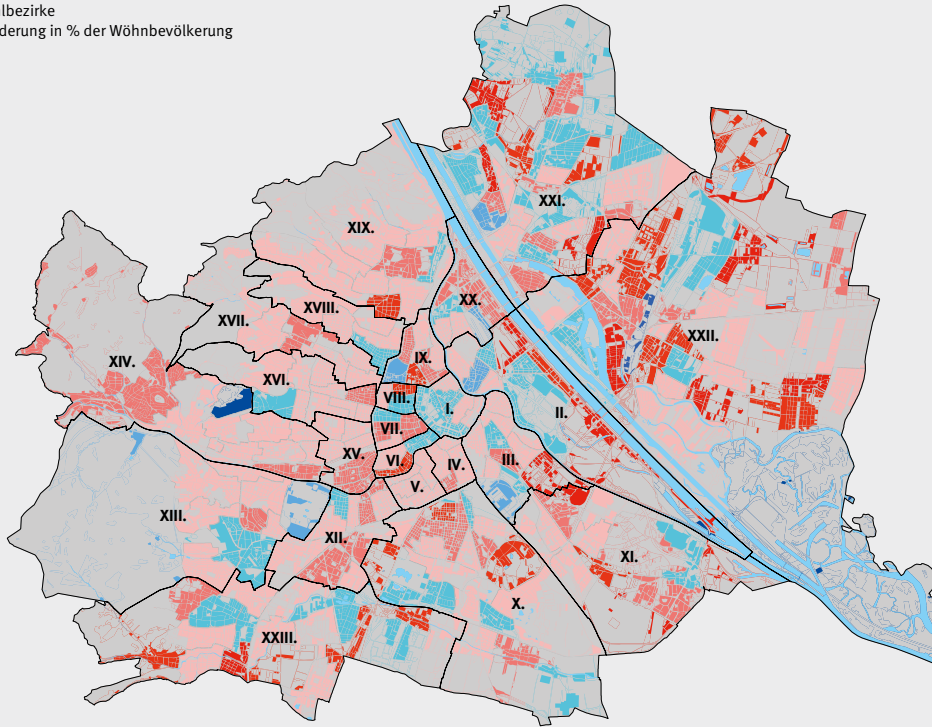 lbezirke
derung in % der Wöhnbevölkerung
XXI.
XIX.
XX.
XVIII.
XVII.
XXII.
IX.
XIV.
XVI.
VIII.
I.
II.
VII.
XV.
VI.
IV.
III.
V.
XIII.
XII.
XI.
X.
XXIII.